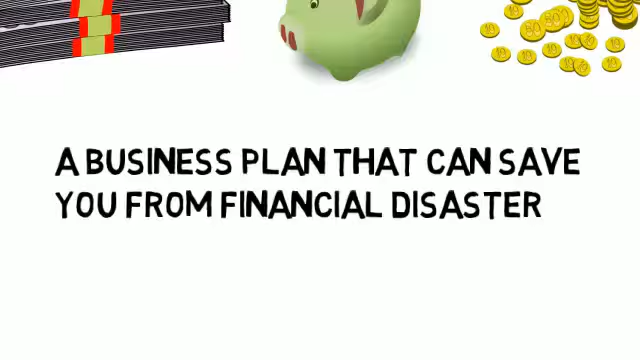 A BUSINESS PLAN THAT CAN SAVE
YOU FROM FINANCIAL DISASTER